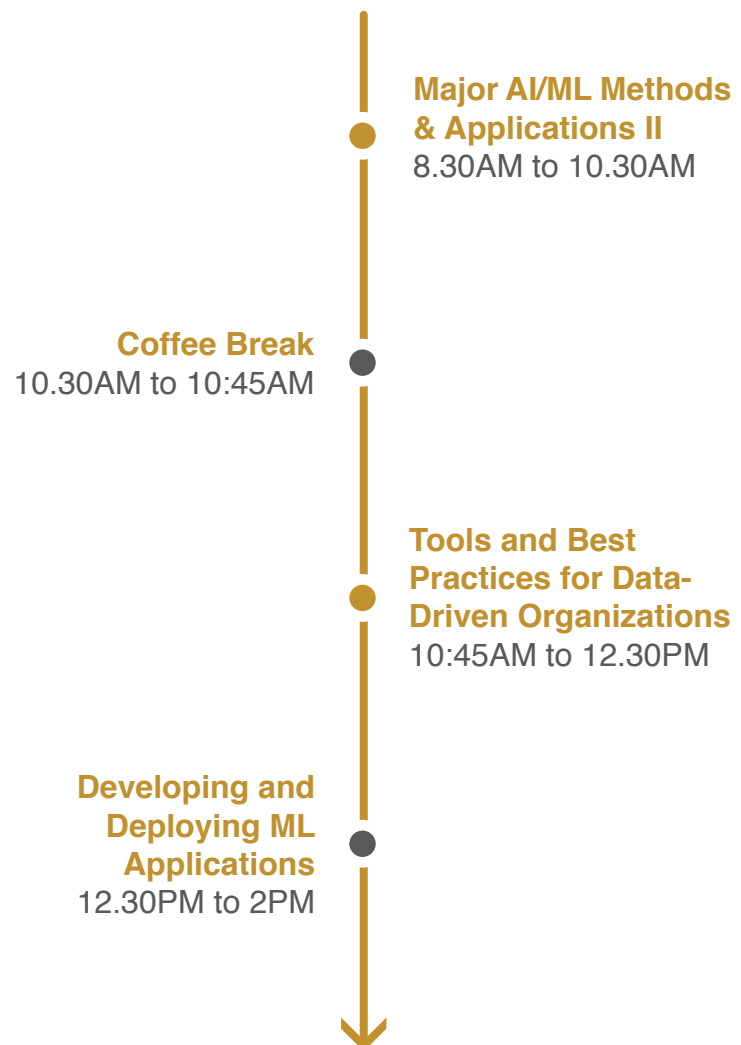 Major AI/ML Methods
& Applications II
8.30AM to 10.30AM
Coffee Break
10.30AM to 10:45AM
Tools and Best
Practices for Data-
Driven Organizations
10:45AM to 12.30PM
Developing and
Deploying ML
Applications
12.30PM to 2PM